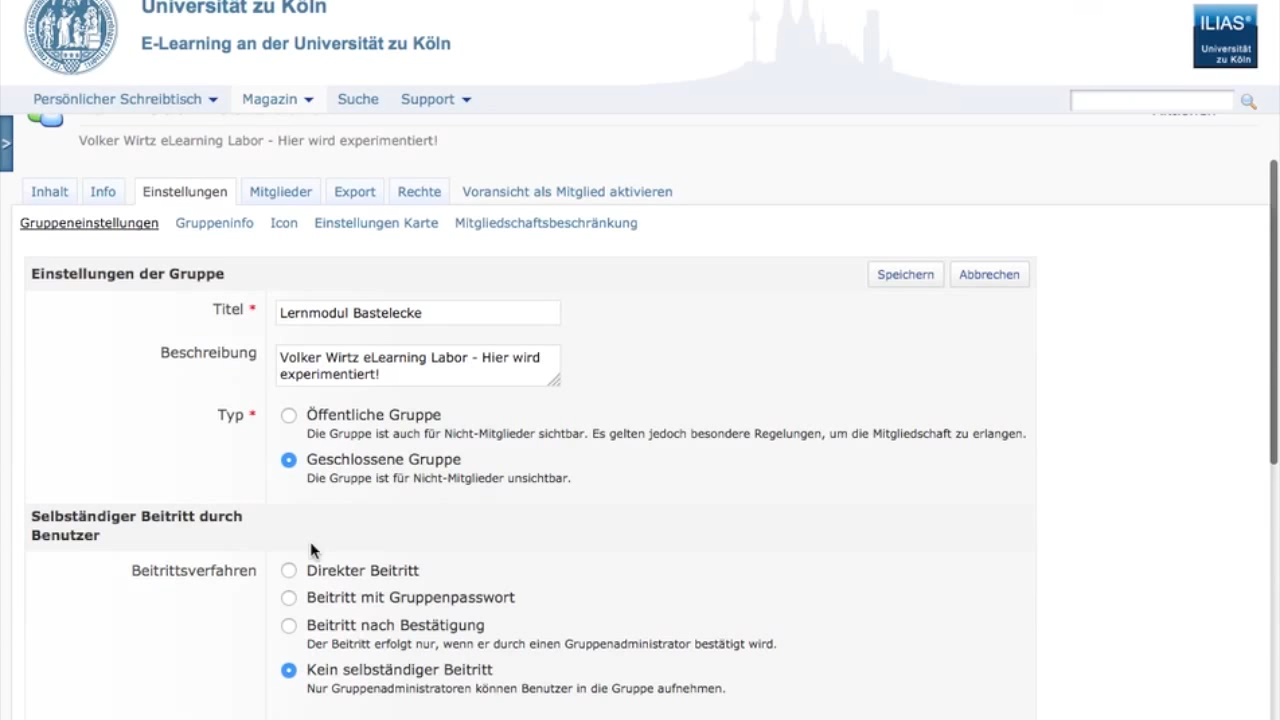 Universität zu Köln
E-Learning an der Universität zu Köln
ILIAS®
Universität
zu Köln
Persönlicher Schreibtisch Magazin Suche Support
>
Volker Wirtz eLearning Labor - Hier wird experimentiert!
Inhalt Info Einstellungen Mitglieder Export Rechte Voransicht als Mitglied aktivieren
Gruppeneinstellungen Gruppeninfo Icon Einstellungen Karte Mitgliedschaftsbeschränkung
Einstellungen der Gruppe Speichern Abbrechen
Titel * Lernmodul Bastelecke
Beschreibung Volker Wirtz eLearning Labor - Hier wird
experimentiert!
Typ * Öffentliche Gruppe
Die Gruppe ist auch für Nicht-Mitglieder sichtbar. Es gelten jedoch besondere Regelungen, um die Mitgliedschaft zu erlangen.
Geschlossene Gruppe
Die Gruppe ist für Nicht-Mitglieder unsichtbar.
Selbständiger Beitritt durch
Benutzer
Beitrittsverfahren Direkter Beitritt
Beitritt mit Gruppenpasswort
Beitritt nach Bestätigung
Der Beitritt erfolgt nur, wenn er durch einen Gruppenadministrator bestätigt wird.
Kein selbständiger Beitritt
Nur Gruppenadministratoren können Benutzer in die Gruppe aufnehmen.